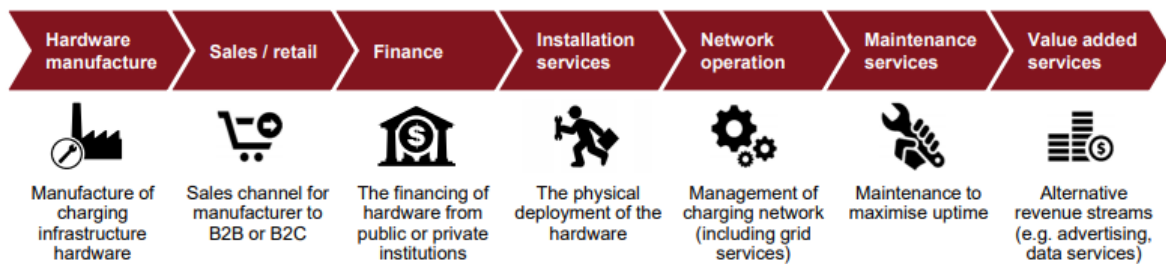 Hardware
manufacture
Sales / retail
Finance
Installation
services
Network
operation
Maintenance
services
Value added
services
$
$
Manufacture of
charging
infrastructure
hardware
Sales channel for
manufacturer to
B2B or B2C
The financing of
hardware from
public or private
institutions
The physical
deployment of the
hardware
Management of
charging network
(including grid
services)
Maintenance to
maximise uptime
Alternative
revenue streams
(e.g. advertising,
data services)